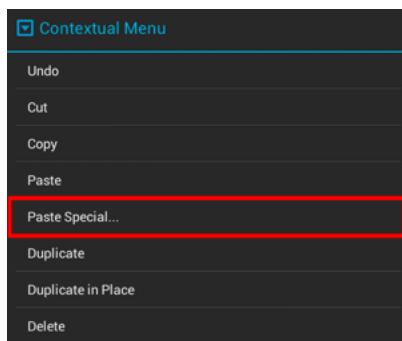 Contextual Menu
Undo
Cut
Copy
Paste
Paste Special...
Duplicate
Duplicate in Place
Delete